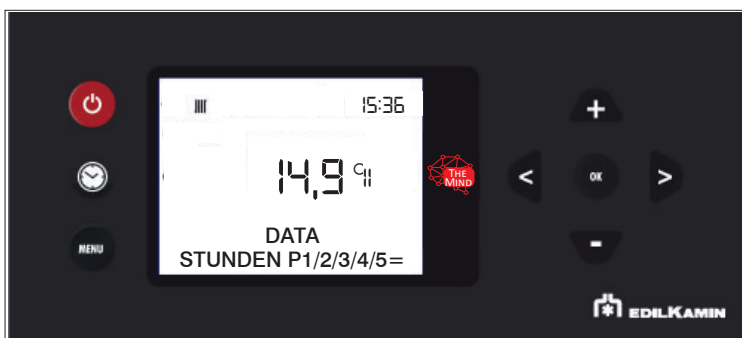 15:36
14,9 C
THE
MIND
< OK >
+
-
MENU
DATA
STUNDEN P1/2/3/4/5=
EDILKAMIN